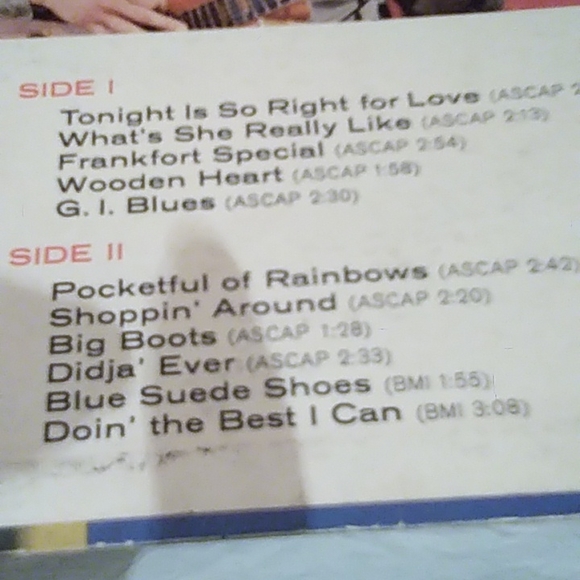 SIDE I
Tonight Is So Right for Love (ASCAP 2
What's She Really Like (ASCAP 2:13)
Frankfort Special (ASCAP 2:54)
Wooden Heart (ASCAP 1:58)
G. I. Blues (ASCAP 2:30)
SIDE II
Pocketful of Rainbows (ASCAP 2:42)
Shoppin' Around (ASCAP 2:20)
Big Boots (ASCAP 1:28)
Didja' Ever (ASCAP 2:33)
Blue Suede Shoes (BMI 1:55)
Doin' the Best I Can (BMI 3:08)